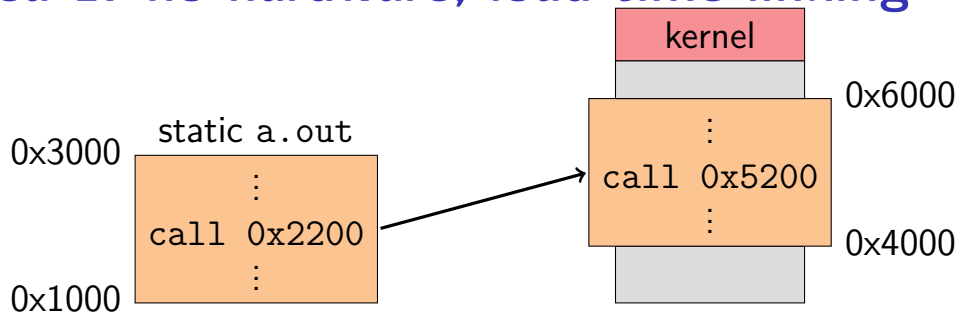 kernel
0x6000
static a.out
0x3000
⋮
call 0x2200
⋮
0x1000
⋮
call 0x5200
⋮
0x4000